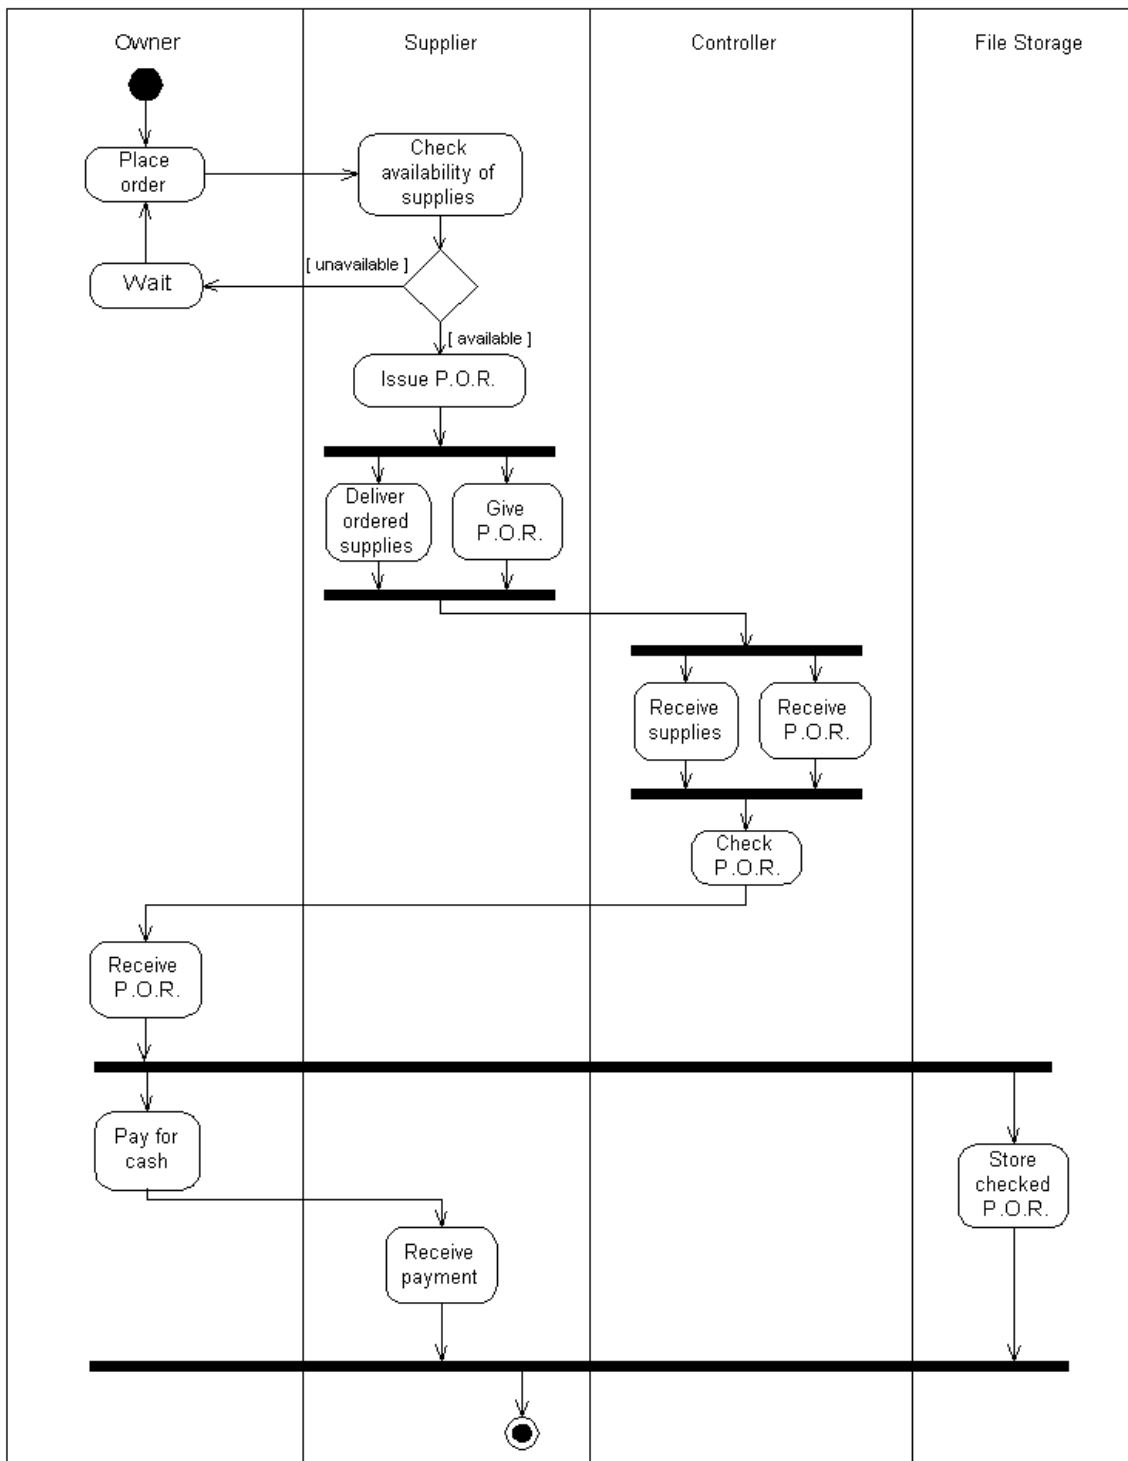 Owner
Supplier
Controller
File Storage
Place
order
Check
availability of
supplies
[ unavailable ]
Wait
[ available ]
Issue P.O.R.
Deliver
ordered
supplies
Give
P.O.R.
Receive
supplies
Receive
P.O.R.
Check
P.O.R.
Receive
P.O.R.
Pay for
cash
Store
checked
P.O.R.
Receive
payment